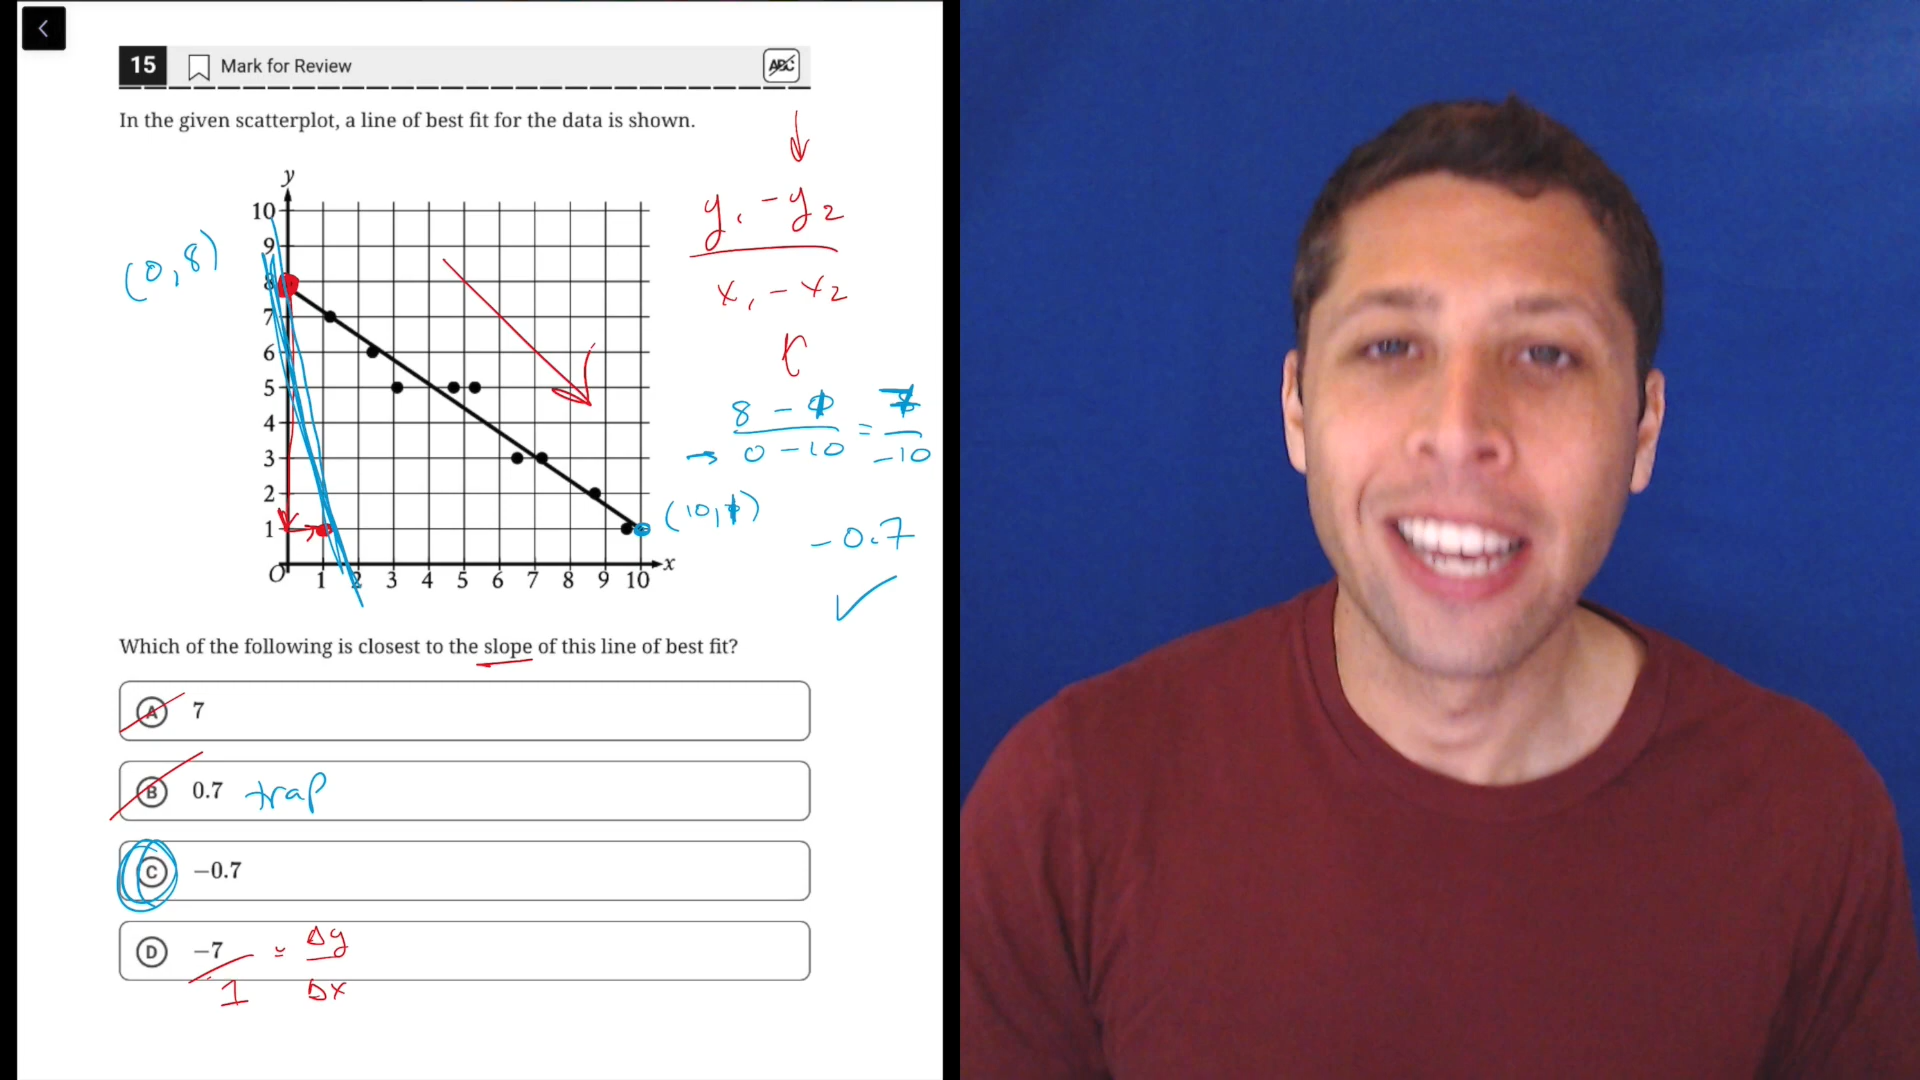 15 Mark for Review ABC
In the given scatterplot, a line of best fit for the data is shown.
y
10
9
8
7
6
5
4
3
2
1
O 1 2 3 4 5 6 7 8 9 10 x
(0,8)
y₁ - y₂
x₁ - x₂
8 - 1 = 7
0 - 10 -10
(10,1)
-0.7
Which of the following is closest to the slope of this line of best fit?
A 7
B 0.7 trap
C −0.7
D −7 = Δy
1 Δx